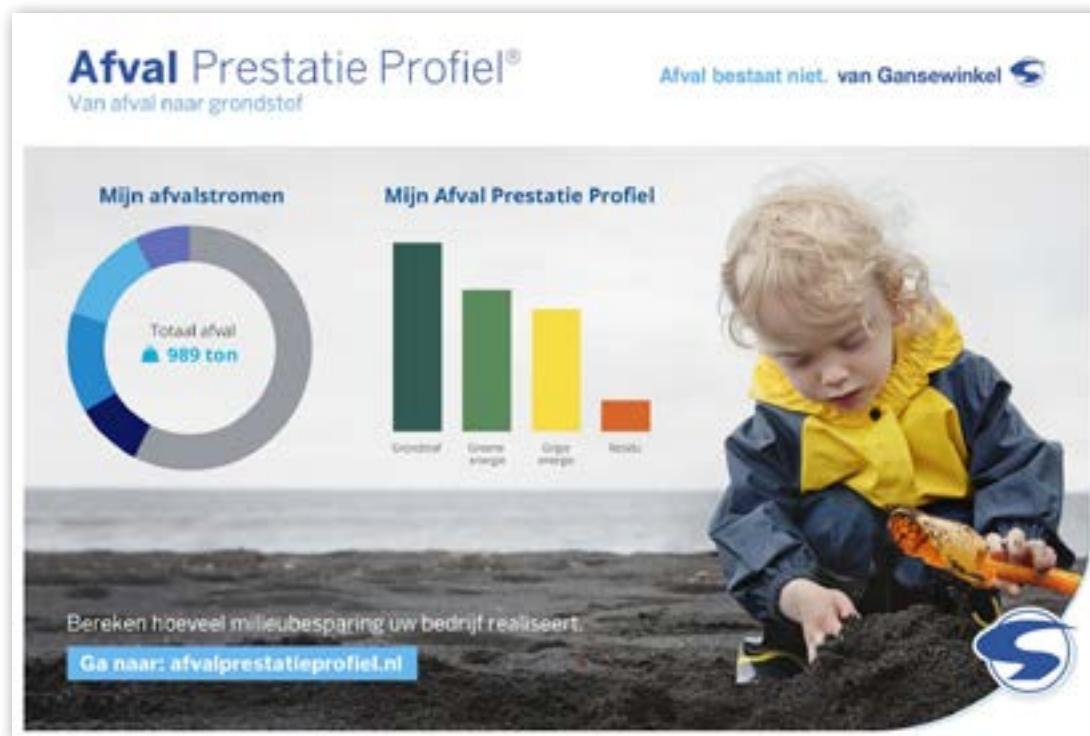 Afval Prestatie Profiel®
Van afval naar grondstof
Afval bestaat niet. van Gansewinkel
Mijn afvalstromen
Mijn Afval Prestatie Profiel
Totaal afval
989 ton
Grondstof
Groene
energie
Grijze
energie
Residu
Bereken hoeveel milieubesparing uw bedrijf realiseert.
Ga naar: afvalprestatieprofiel.nl